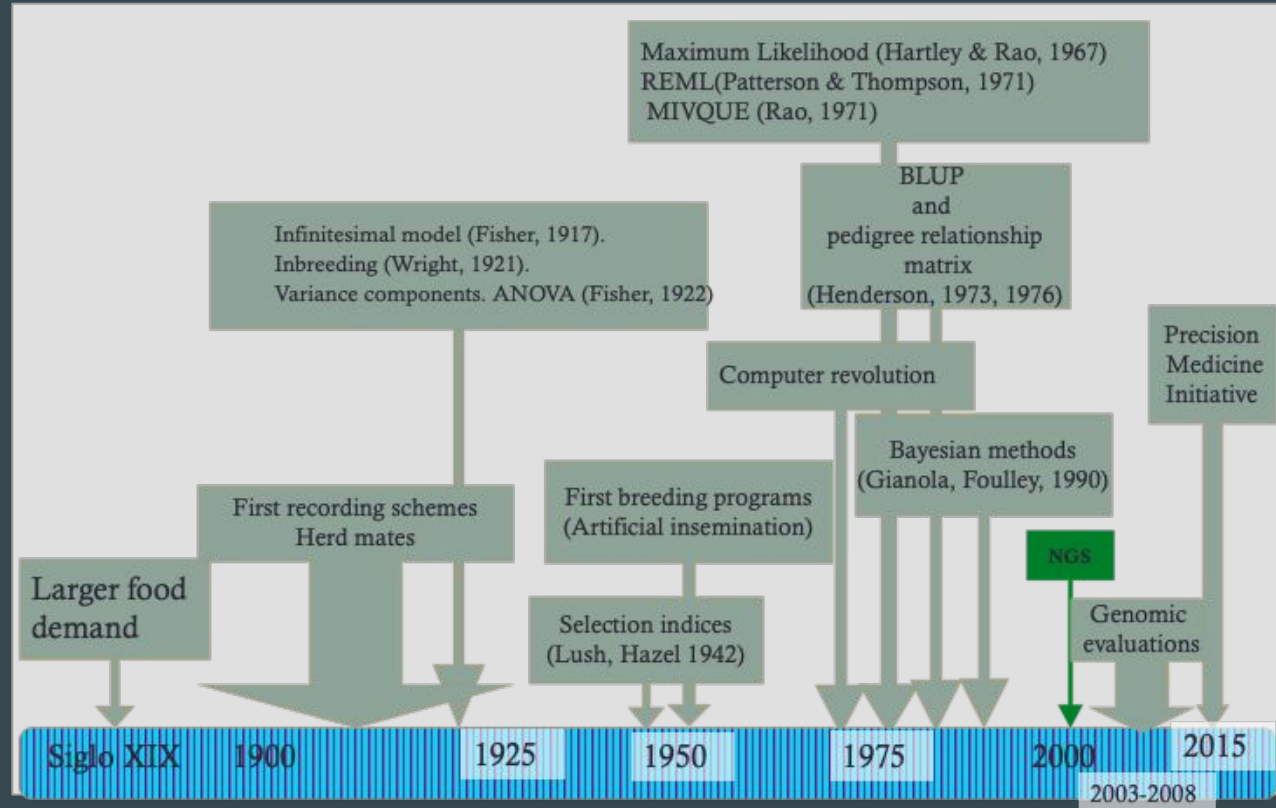 Maximum Likelihood (Hartley & Rao, 1967)
REML(Patterson & Thompson, 1971)
MIVQUE (Rao, 1971)
BLUP
and
pedigree relationship
matrix
(Henderson, 1973, 1976)
Infinitesimal model (Fisher, 1917).
Inbreeding (Wright, 1921).
Variance components. ANOVA (Fisher, 1922)
Precision
Medicine
Initiative
Computer revolution
Bayesian methods
(Gianola, Foulley, 1990)
First recording schemes
Herd mates
First breeding programs
(Artificial insemination)
NGS
Larger food
demand
Selection indices
(Lush, Hazel 1942)
Genomic
evaluations
Siglo XIX
1900
1925
1950
1975
2000
2015
2003-2008